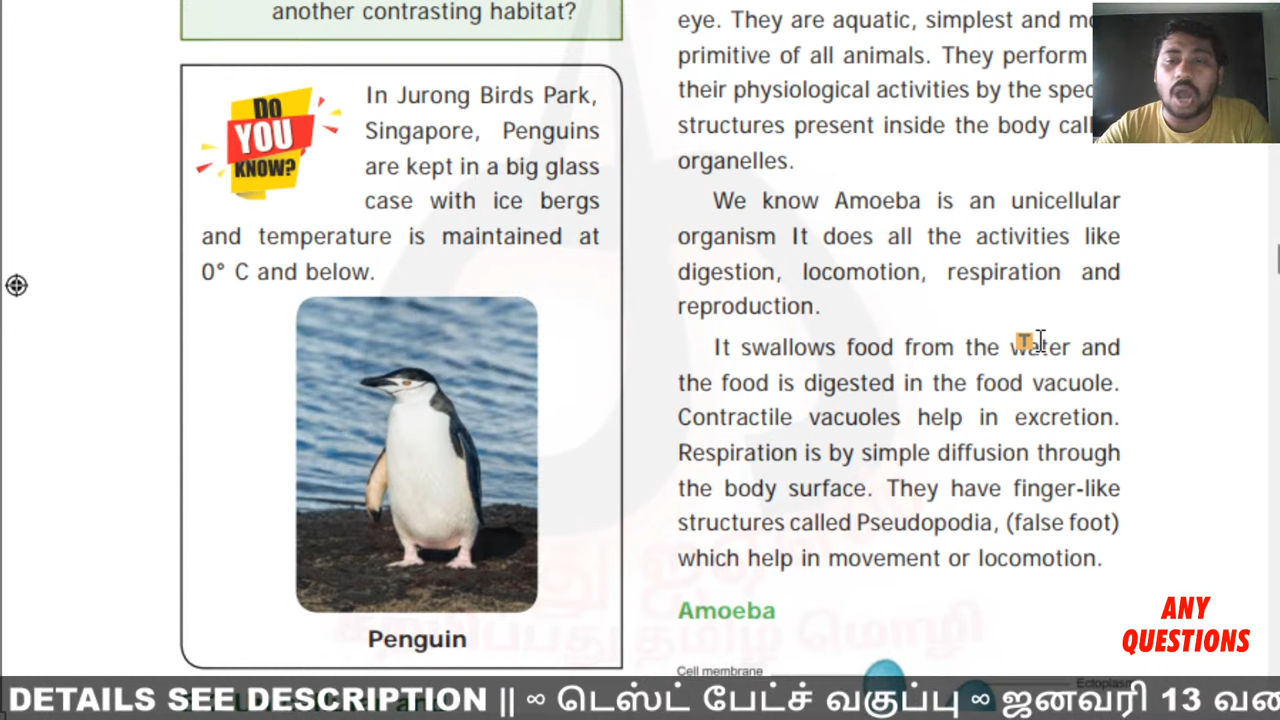 another contrasting habitat?
DO
YOU
KNOW?
In Jurong Birds Park,
Singapore, Penguins
are kept in a big glass
case with ice bergs
and temperature is maintained at
0° C and below.
Penguin
eye. They are aquatic, simplest and
primitive of all animals. They perform
their physiological activities by the
structures present inside the body
organelles.
We know Amoeba is an unicellular
organism It does all the activities like
digestion, locomotion, respiration and
reproduction.
It swallows food from the water and
the food is digested in the food vacuole.
Contractile vacuoles help in excretion.
Respiration is by simple diffusion through
the body surface. They have finger-like
structures called Pseudopodia, (false foot)
which help in movement or locomotion.
Amoeba
Cell membrane
ANY
QUESTIONS
DETAILS SEE DESCRIPTION || ∞ டெஸ்ட் பேட்ச் வகுப்பு ∞ ஜனவரி 13